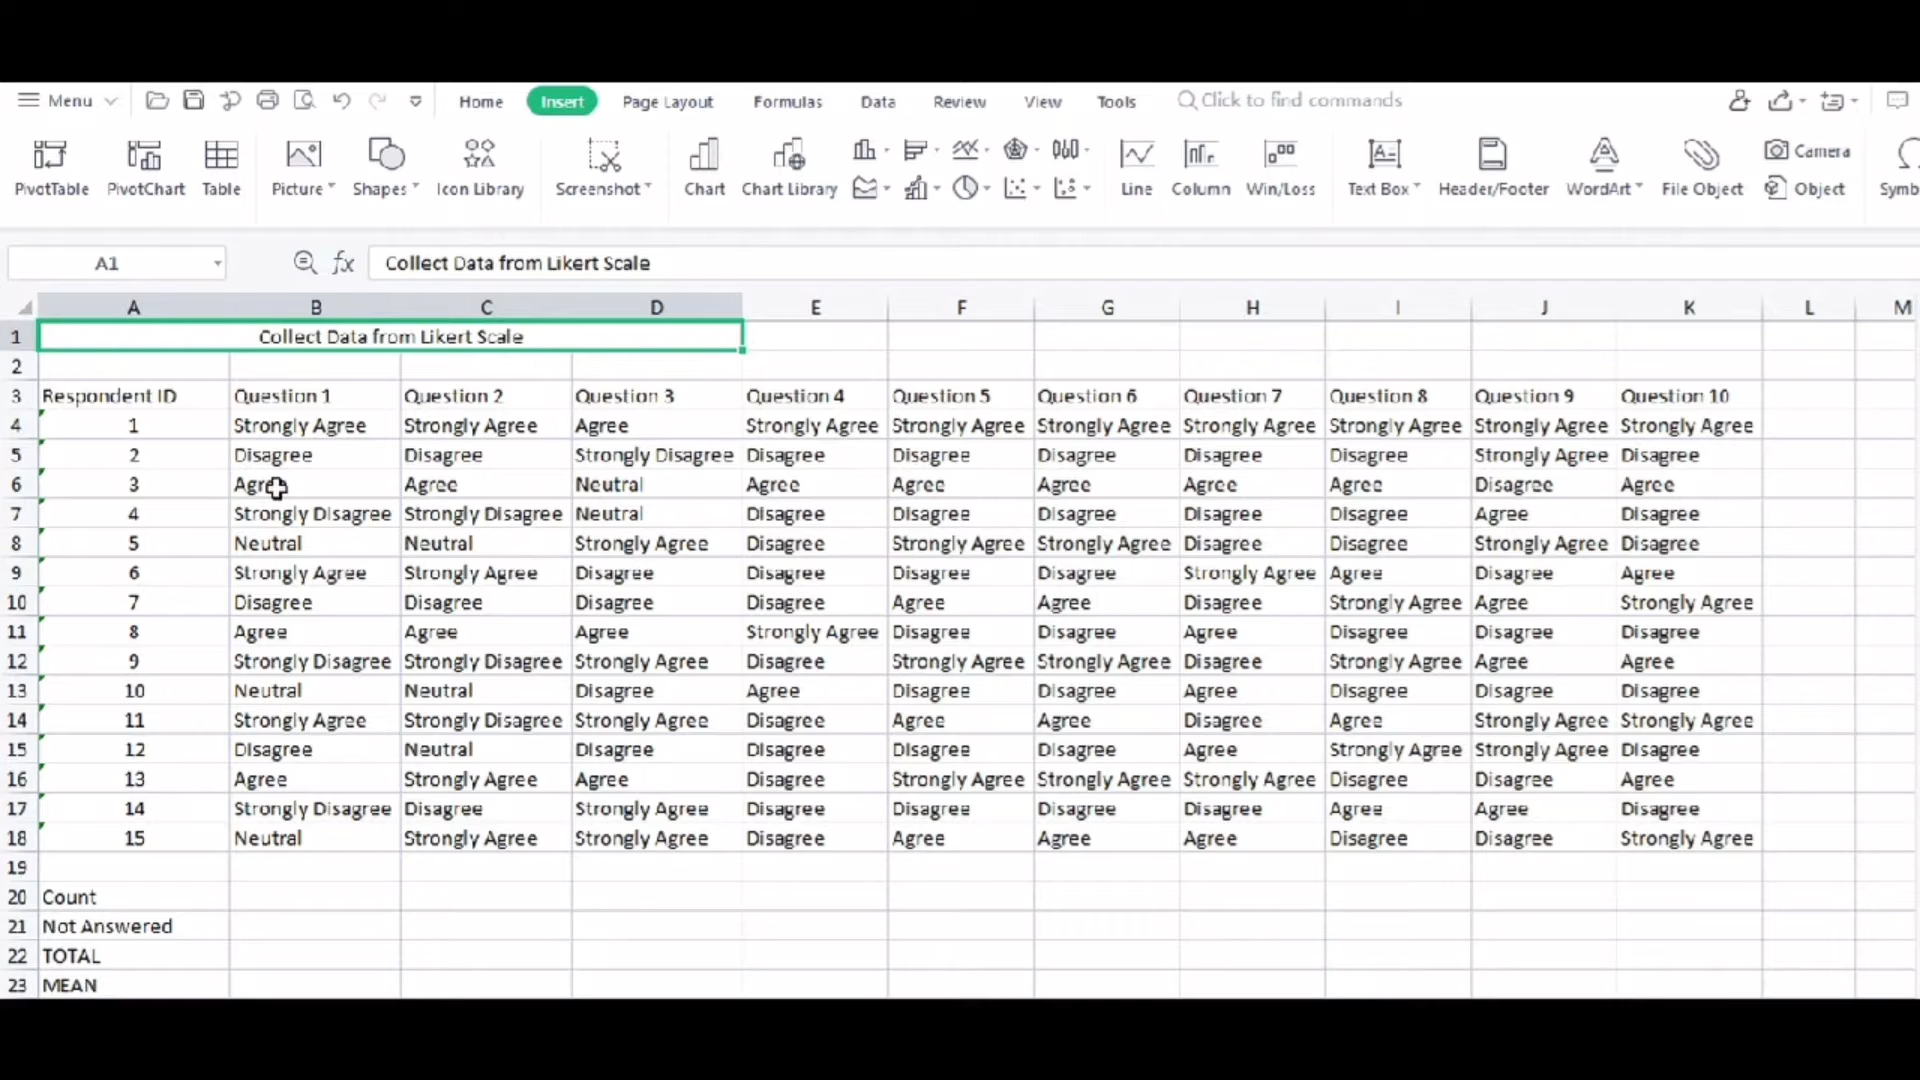 Menu Home Insert Page Layout Formulas Data Review View Tools Click to find commands
PivotTable PivotChart Table Picture Shapes Icon Library Screenshot Chart Chart Library Line Column Win/Loss Text Box Header/Footer WordArt File Object Camera Object Symb
A1 fx Collect Data from Likert Scale
A B C D E F G H I J K L M
1 Collect Data from Likert Scale
2
3 Respondent ID Question 1 Question 2 Question 3 Question 4 Question 5 Question 6 Question 7 Question 8 Question 9 Question 10
4 1 Strongly Agree Strongly Agree Agree Strongly Agree Strongly Agree Strongly Agree Strongly Agree Strongly Agree Strongly Agree Strongly Agree
5 2 Disagree Disagree Strongly Disagree Disagree Disagree Disagree Disagree Disagree Strongly Agree Disagree
6 3 Agree Agree Neutral Agree Agree Agree Agree Agree Disagree Agree
7 4 Strongly Disagree Strongly Disagree Neutral Disagree Disagree Disagree Disagree Disagree Agree Disagree
8 5 Neutral Neutral Strongly Agree Disagree Strongly Agree Strongly Agree Disagree Disagree Strongly Agree Disagree
9 6 Strongly Agree Strongly Agree Disagree Disagree Disagree Disagree Strongly Agree Agree Disagree Agree
10 7 Disagree Disagree Disagree Disagree Agree Agree Disagree Strongly Agree Agree Strongly Agree
11 8 Agree Agree Agree Strongly Agree Disagree Disagree Agree Disagree Disagree Disagree
12 9 Strongly Disagree Strongly Disagree Strongly Agree Disagree Strongly Agree Strongly Agree Disagree Strongly Agree Agree Agree
13 10 Neutral Neutral Disagree Agree Disagree Disagree Agree Disagree Disagree Disagree
14 11 Strongly Agree Strongly Disagree Strongly Agree Disagree Agree Agree Disagree Agree Strongly Agree Strongly Agree
15 12 Disagree Neutral Disagree Disagree Disagree Disagree Agree Strongly Agree Strongly Agree Disagree
16 13 Agree Strongly Agree Agree Disagree Strongly Agree Strongly Agree Strongly Agree Disagree Disagree Agree
17 14 Strongly Disagree Disagree Strongly Agree Disagree Disagree Disagree Disagree Agree Agree Disagree
18 15 Neutral Strongly Agree Strongly Agree Disagree Agree Agree Agree Disagree Disagree Strongly Agree
19
20 Count
21 Not Answered
22 TOTAL
23 MEAN